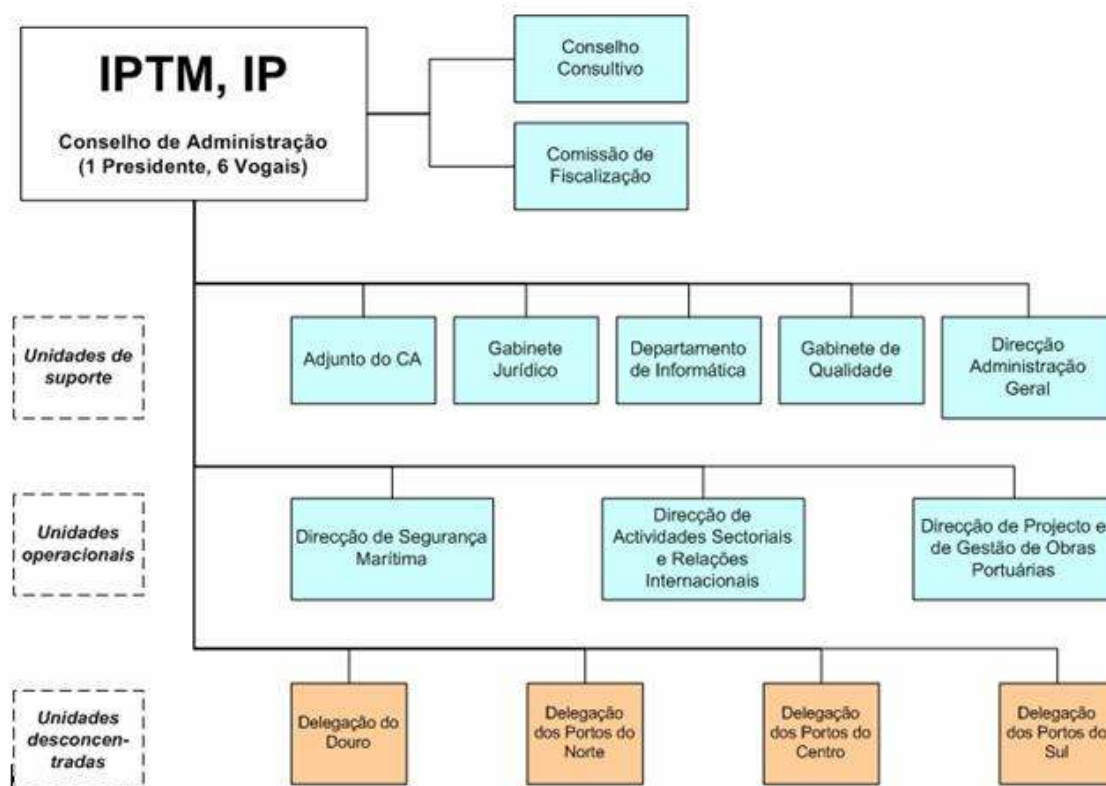 IPTM, IP
Conselho de Administração
(1 Presidente, 6 Vogais)
Conselho
Consultivo
Comissão de
Fiscalização
Unidades de
suporte
Adjunto do CA
Gabinete
Jurídico
Departamento
de Informática
Gabinete de
Qualidade
Direcção
Administração
Geral
Unidades
operacionais
Direcção de Segurança
Marítima
Direcção de
Actividades Sectoriais
e Relações
Internacionais
Direcção de Projecto e
de Gestão de Obras
Portuárias
Unidades
desconcen-
tradas
Delegação do
Douro
Delegação
dos Portos do
Norte
Delegação
dos Portos do
Centro
Delegação
dos Portos do
Sul